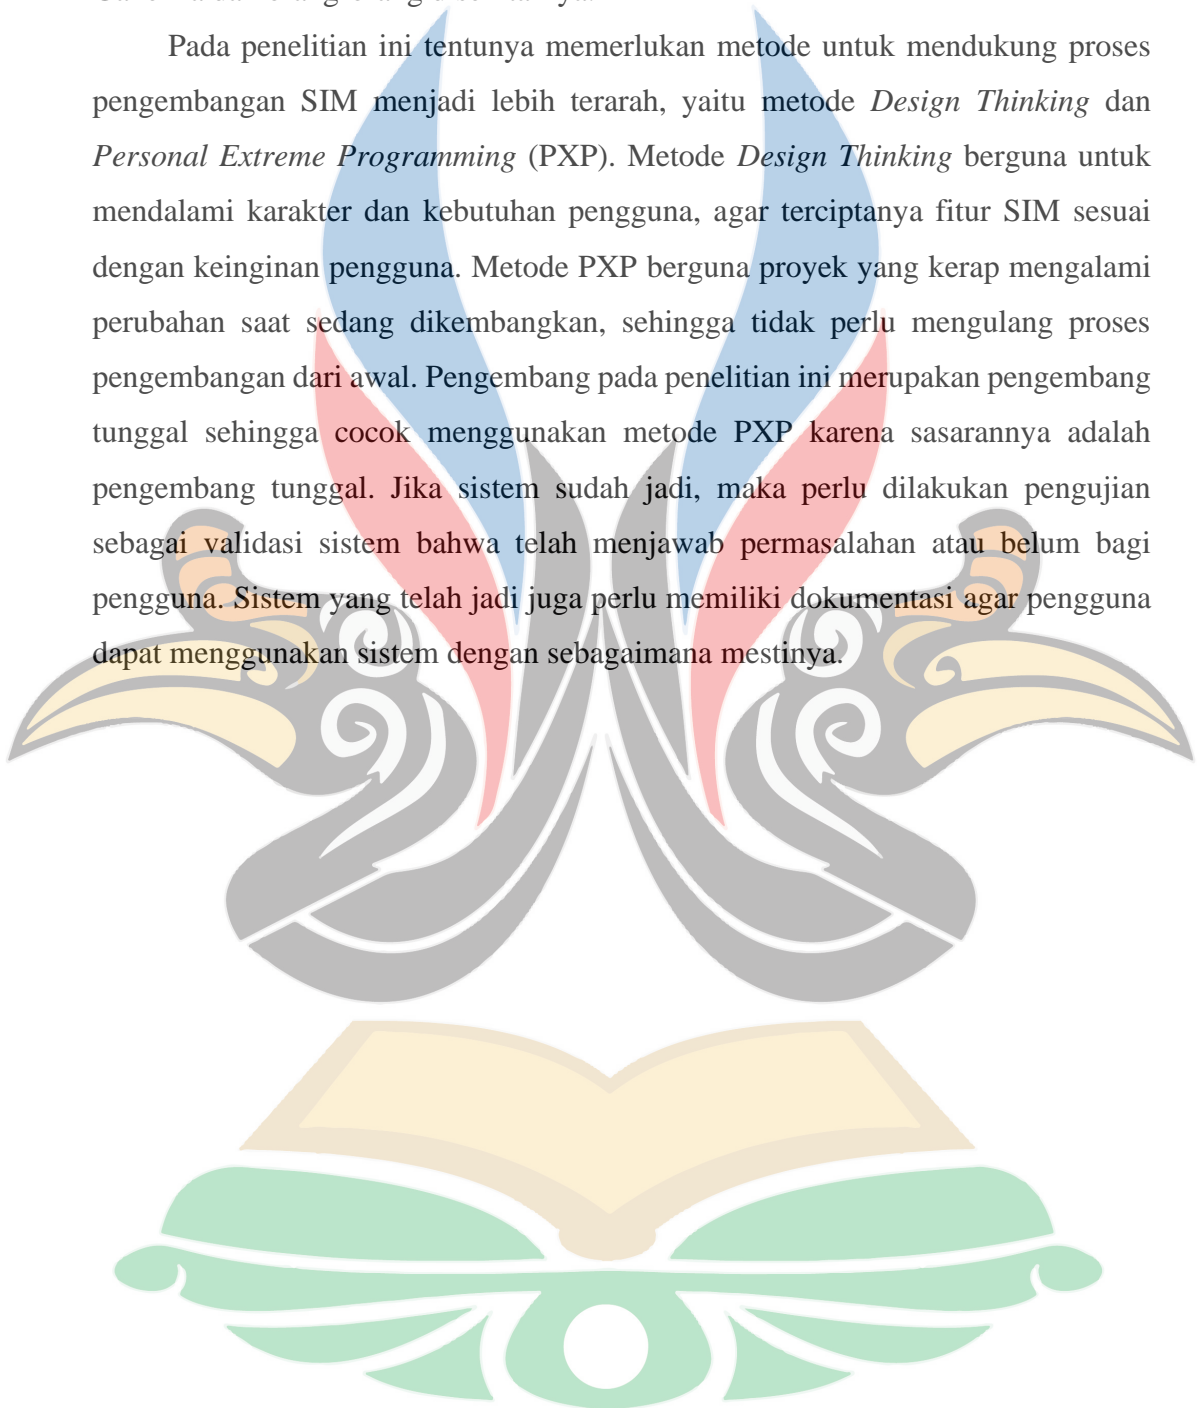 Pada penelitian ini tentunya memerlukan metode untuk mendukung proses
pengembangan SIM menjadi lebih terarah, yaitu metode Design Thinking dan
Personal Extreme Programming (PXP). Metode Design Thinking berguna untuk
mendalami karakter dan kebutuhan pengguna, agar terciptanya fitur SIM sesuai
dengan keinginan pengguna. Metode PXP berguna proyek yang kerap mengalami
perubahan saat sedang dikembangkan, sehingga tidak perlu mengulang proses
pengembangan dari awal. Pengembang pada penelitian ini merupakan pengembang
tunggal sehingga cocok menggunakan metode PXP karena sasarannya adalah
pengembang tunggal. Jika sistem sudah jadi, maka perlu dilakukan pengujian
sebagai validasi sistem bahwa telah menjawab permasalahan atau belum bagi
pengguna. Sistem yang telah jadi juga perlu memiliki dokumentasi agar pengguna
dapat menggunakan sistem dengan sebagaimana mestinya.